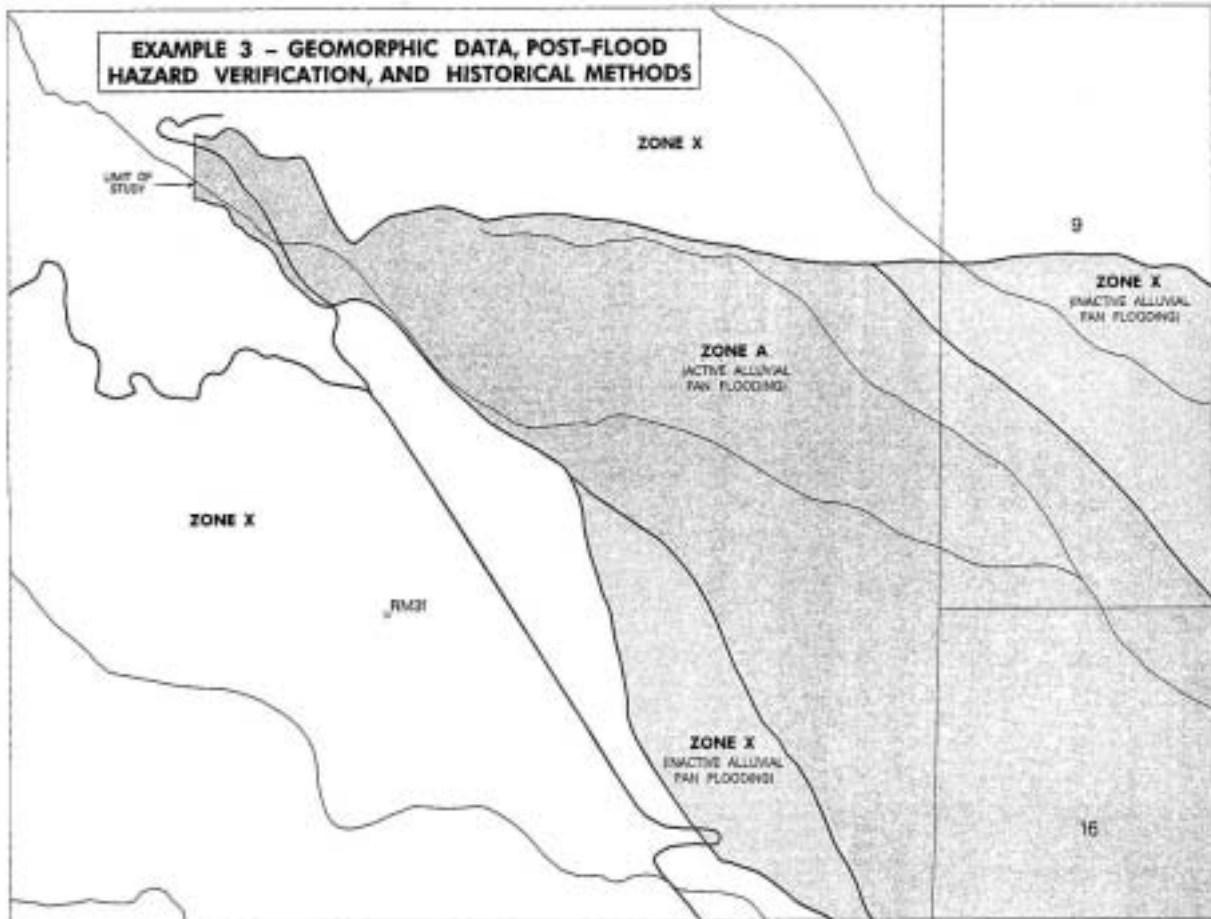 EXAMPLE 3 – GEOMORPHIC DATA, POST–FLOOD
HAZARD VERIFICATION, AND HISTORICAL METHODS
ZONE X
LIMIT OF
STUDY
9
ZONE X
(INACTIVE ALLUVIAL
FAN FLOODING)
ZONE A
(ACTIVE ALLUVIAL
FAN FLOODING)
ZONE X
RM31
ZONE X
(INACTIVE ALLUVIAL
FAN FLOODING)
16